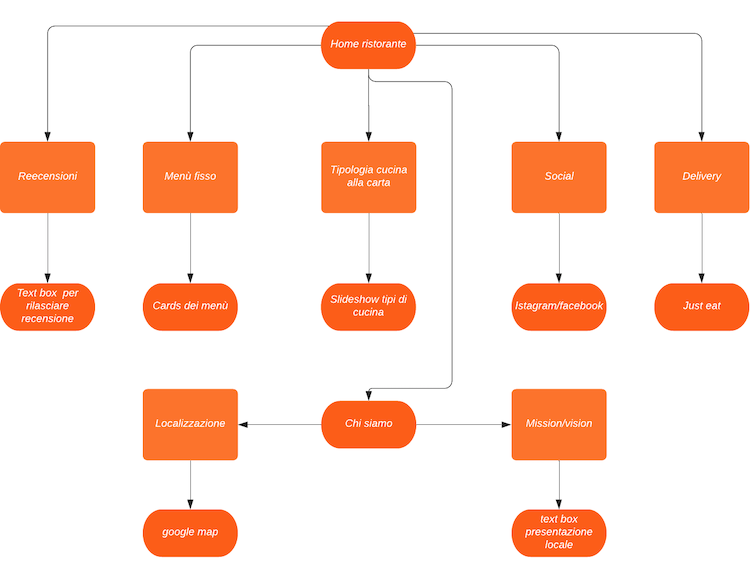 Home ristorante
Reecensioni
Menù fisso
Tipologia cucina
alla carta
Social
Delivery
Text box  per
rilasciare
recensione
Cards dei menù
Slideshow tipi di
cucina
Istagram/facebook
Just eat
Localizzazione
Chi siamo
Mission/vision
google map
text box
presentazione
locale